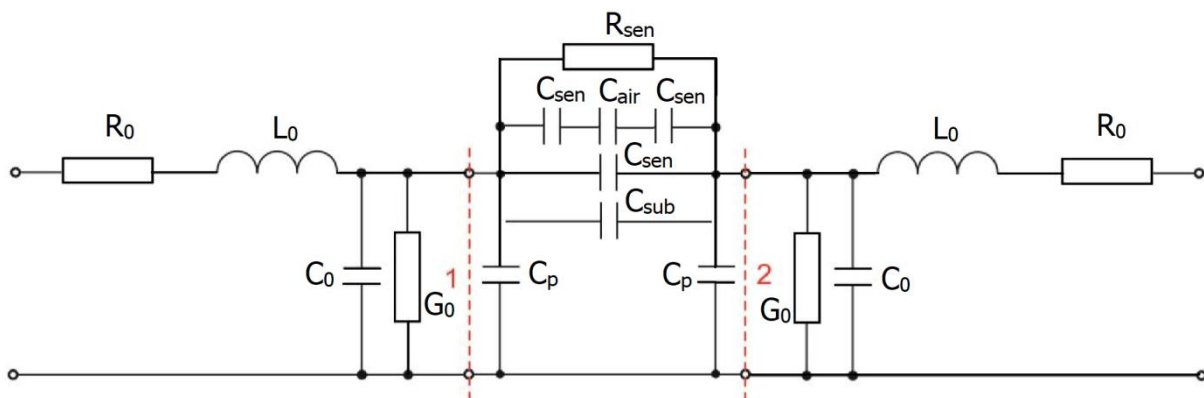 Rsen
Csen Cair Csen
R0 L0 Csen L0 R0
Csub
C0 G0 1 Cp Cp 2 G0 C0